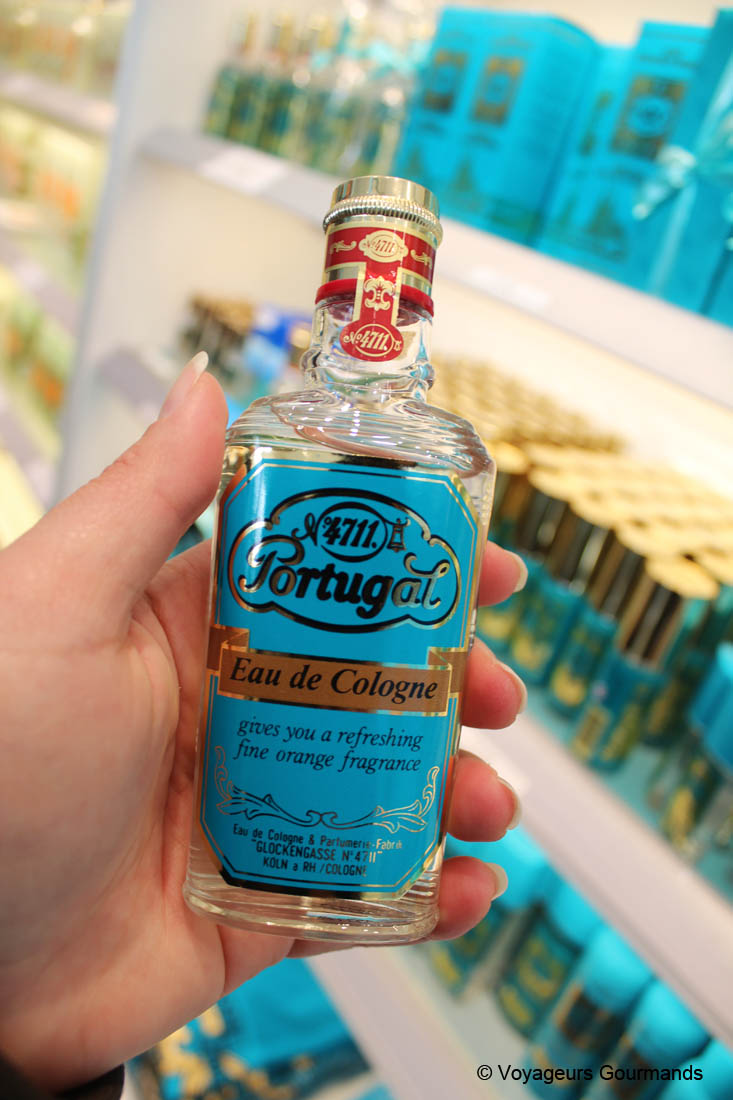 Nº4711.
Nº4711.
Nº4711.
Portugal
Eau de Cologne
gives you a refreshing
fine orange fragrance
Eau de Cologne & Parfumerie-Fabrik
"GLOCKENGASSE Nº4711"
KÖLN a RH /COLOGNE
© Voyageurs Gourmands